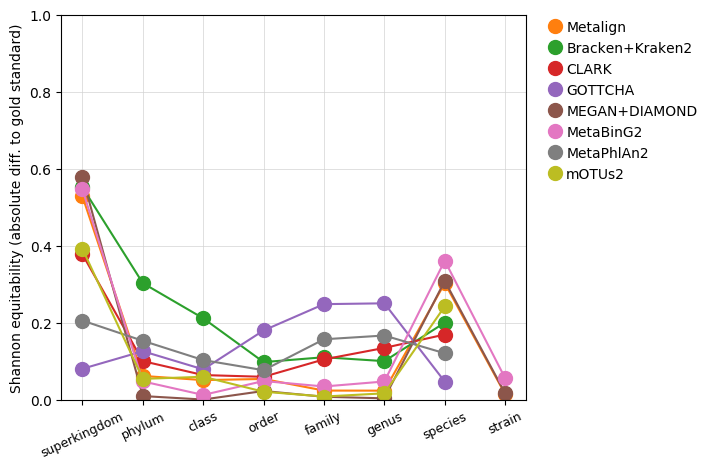 Shannon equitability (absolute diff. to gold standard)
1.0
0.8
0.6
0.4
0.2
0.0
superkingdom
phylum
class
order
family
genus
species
strain
Metalign
Bracken+Kraken2
CLARK
GOTTCHA
MEGAN+DIAMOND
MetaBinG2
MetaPhlAn2
mOTUs2